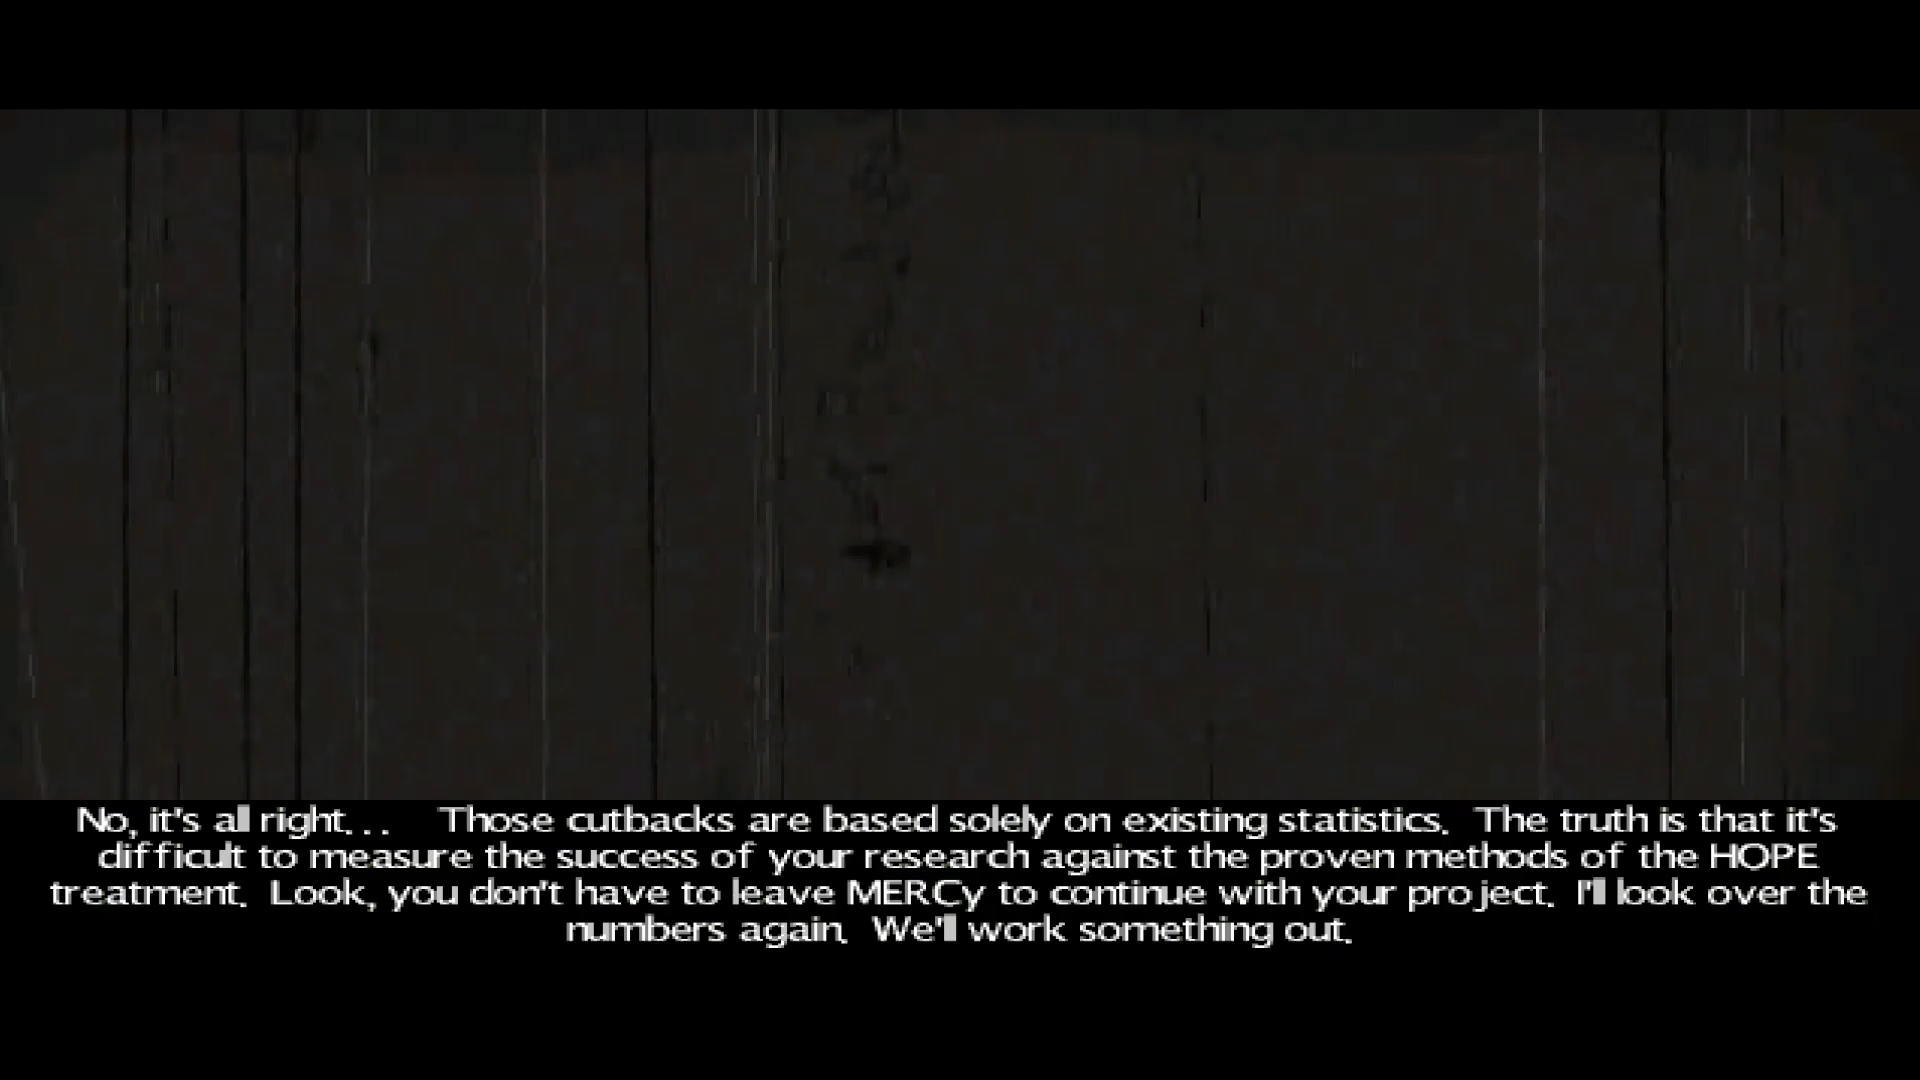 No, it's all right... Those cutbacks are based solely on existing statistics. The truth is that it's
difficult to measure the success of your research against the proven methods of the HOPE
treatment. Look, you don't have to leave MERCy to continue with your project. I'll look over the
numbers again. We'll work something out.